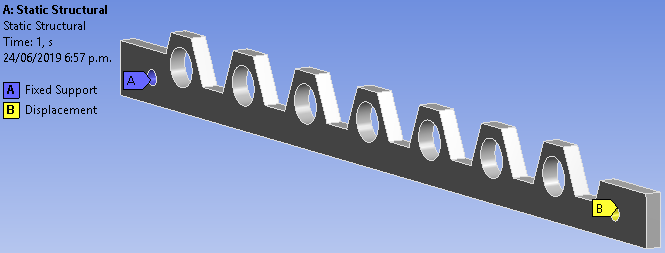 A: Static Structural
Static Structural
Time: 1, s
24/06/2019 6:57 p.m.
A Fixed Support
B Displacement
A
B